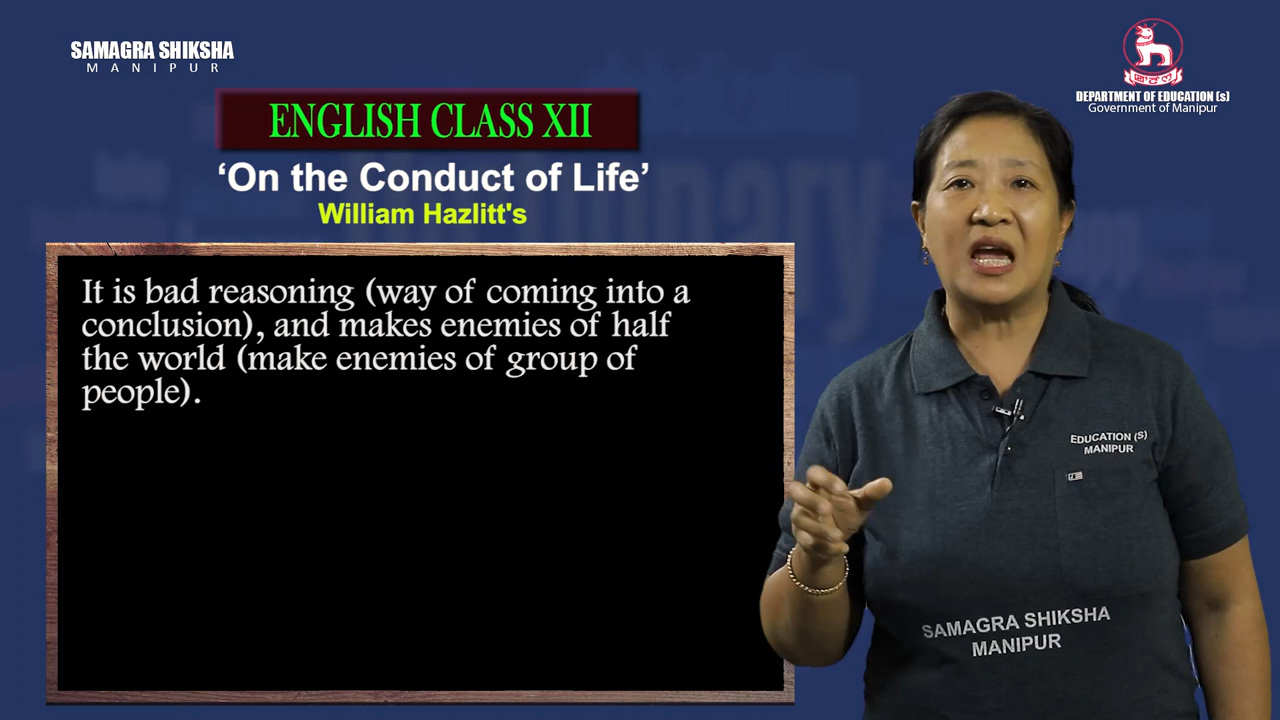 SAMAGRA SHIKSHA
MANIPUR
DEPARTMENT OF EDUCATION (s)
Government of Manipur
ENGLISH CLASS XII
‘On the Conduct of Life’
William Hazlitt's
It is bad reasoning (way of coming into a
conclusion), and makes enemies of half
the world (make enemies of group of
people).
EDUCATION (S)
MANIPUR
SAMAGRA SHIKSHA
MANIPUR